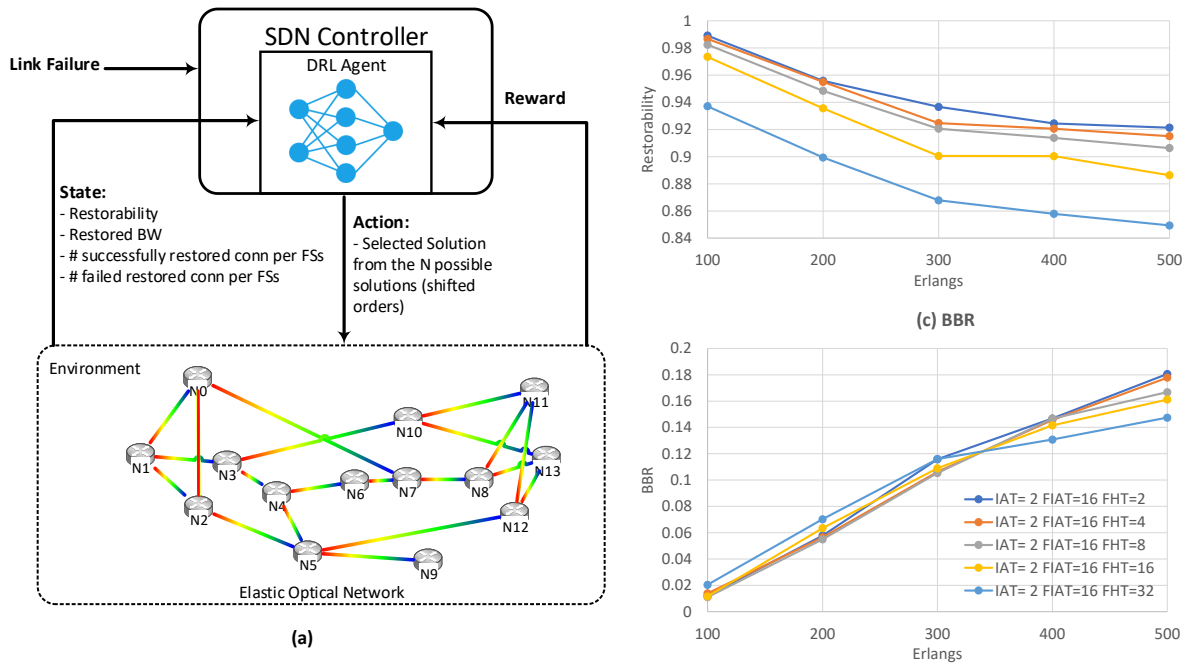 SDN Controller
DRL Agent
Link Failure
Reward
State:
- Restorability
- Restored BW
- # successfully restored conn per FSs
- # failed restored conn per FSs
Action:
- Selected Solution
from the N possible
solutions (shifted
orders)
Environment
N0
N11
N10
N1
N3
N13
N6
N7
N8
N4
N2
N12
N5
N9
Elastic Optical Network
(a)
1
0.98
0.96
0.94
0.92
0.9
0.88
0.86
0.84
Restorability
100 200 300 400 500
Erlangs
(c) BBR
0.2
0.18
0.16
0.14
0.12
0.1
0.08
0.06
0.04
0.02
0
BBR
IAT= 2 FIAT=16 FHT=2
IAT= 2 FIAT=16 FHT=4
IAT= 2 FIAT=16 FHT=8
IAT= 2 FIAT=16 FHT=16
IAT= 2 FIAT=16 FHT=32
100 200 300 400 500
Erlangs